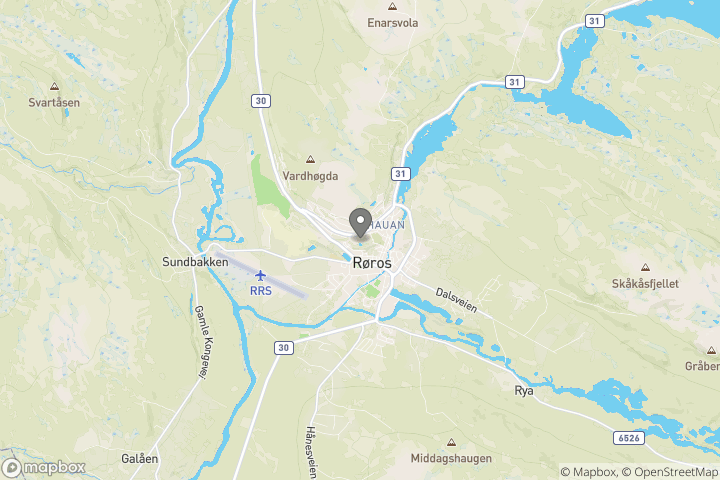 Enarsvola
31
31
30
Svartåsen
Vardhøgda
31
HAUAN
Røros
Sundbakken
RRS
Dalsveien
Skåkåsfjellet
Gamle Kongevei
30
Gråber
Rya
Hånesveien
6526
Galåen
Middagshaugen
mapbox
© Mapbox, © OpenStreetMap